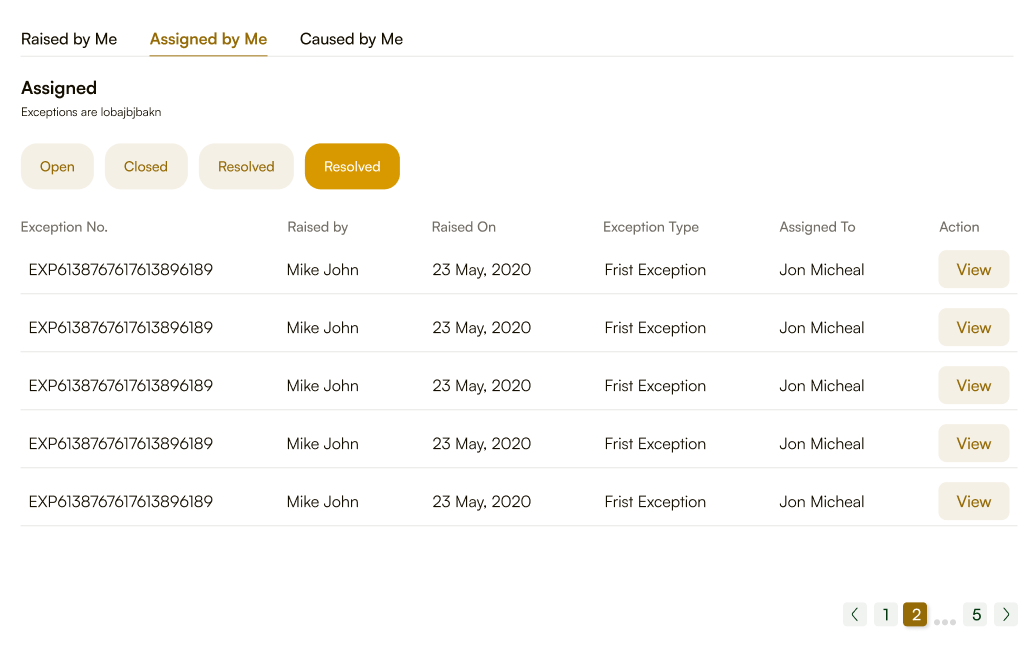 Raised by Me Assigned by Me Caused by Me
Assigned
Exceptions are lobajbjbakn
Open Closed Resolved Resolved
Exception No. Raised by Raised On Exception Type Assigned To Action
EXP6138767617613896189 Mike John 23 May, 2020 Frist Exception Jon Micheal View
EXP6138767617613896189 Mike John 23 May, 2020 Frist Exception Jon Micheal View
EXP6138767617613896189 Mike John 23 May, 2020 Frist Exception Jon Micheal View
EXP6138767617613896189 Mike John 23 May, 2020 Frist Exception Jon Micheal View
EXP6138767617613896189 Mike John 23 May, 2020 Frist Exception Jon Micheal View
1 2 ... 5